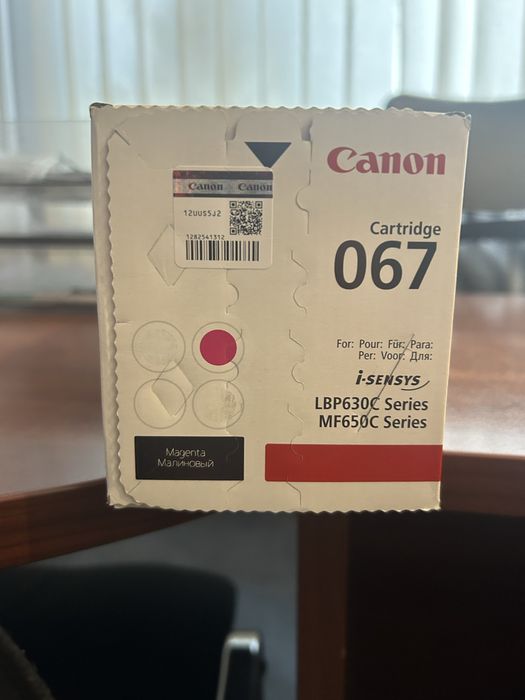 Canon
Canon Canon
12UUS5J2
1282541312
Cartridge
067
For: Pour: Für: Para:
Per: Voor: Для:
i-SENSYS
LBP630C Series
MF650C Series
Magenta
Малиновый